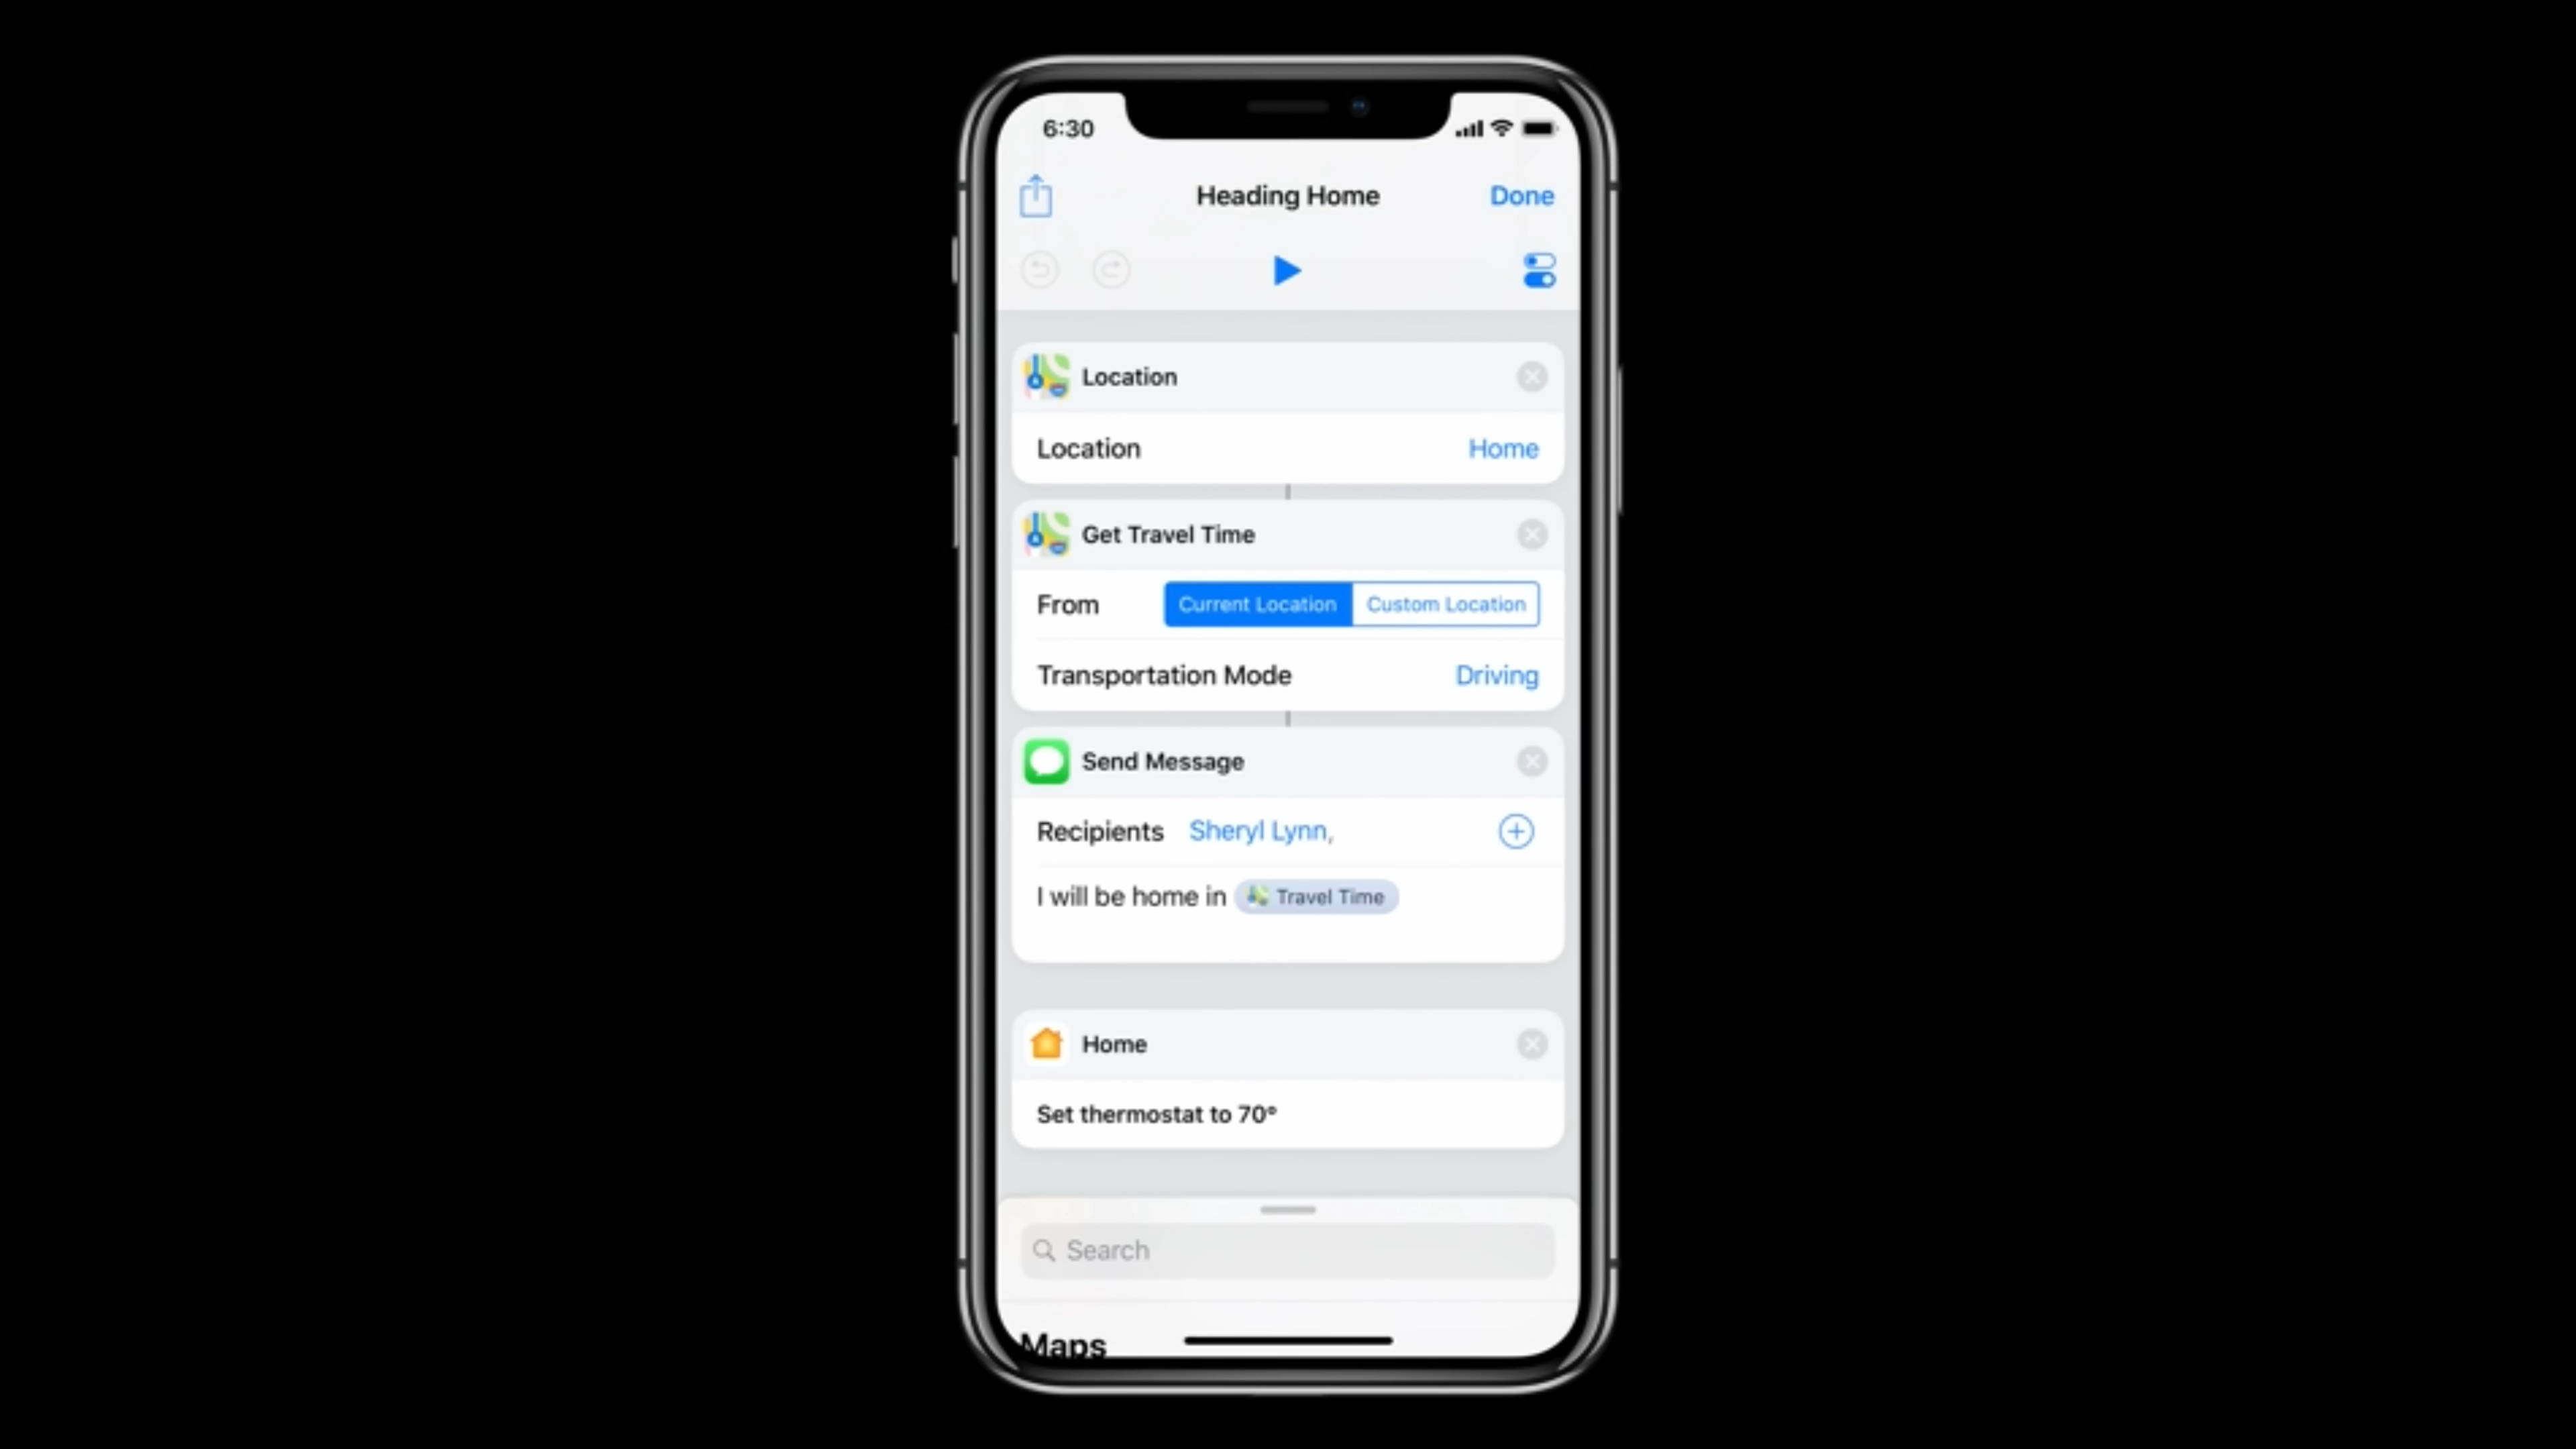 6:30
Heading Home Done
Location
Location Home
Get Travel Time
From Current Location Custom Location
Transportation Mode Driving
Send Message
Recipients Sheryl Lynn,
I will be home in Travel Time
Home
Set thermostat to 70°
Search
Maps